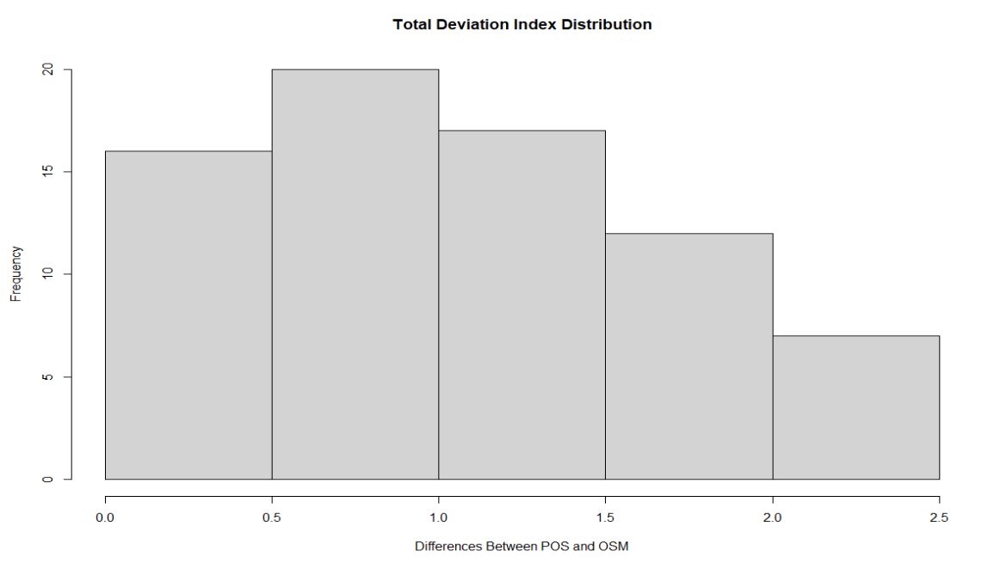 Total Deviation Index Distribution
20
15
10
5
0
Frequency
0.0 0.5 1.0 1.5 2.0 2.5
Differences Between POS and OSM